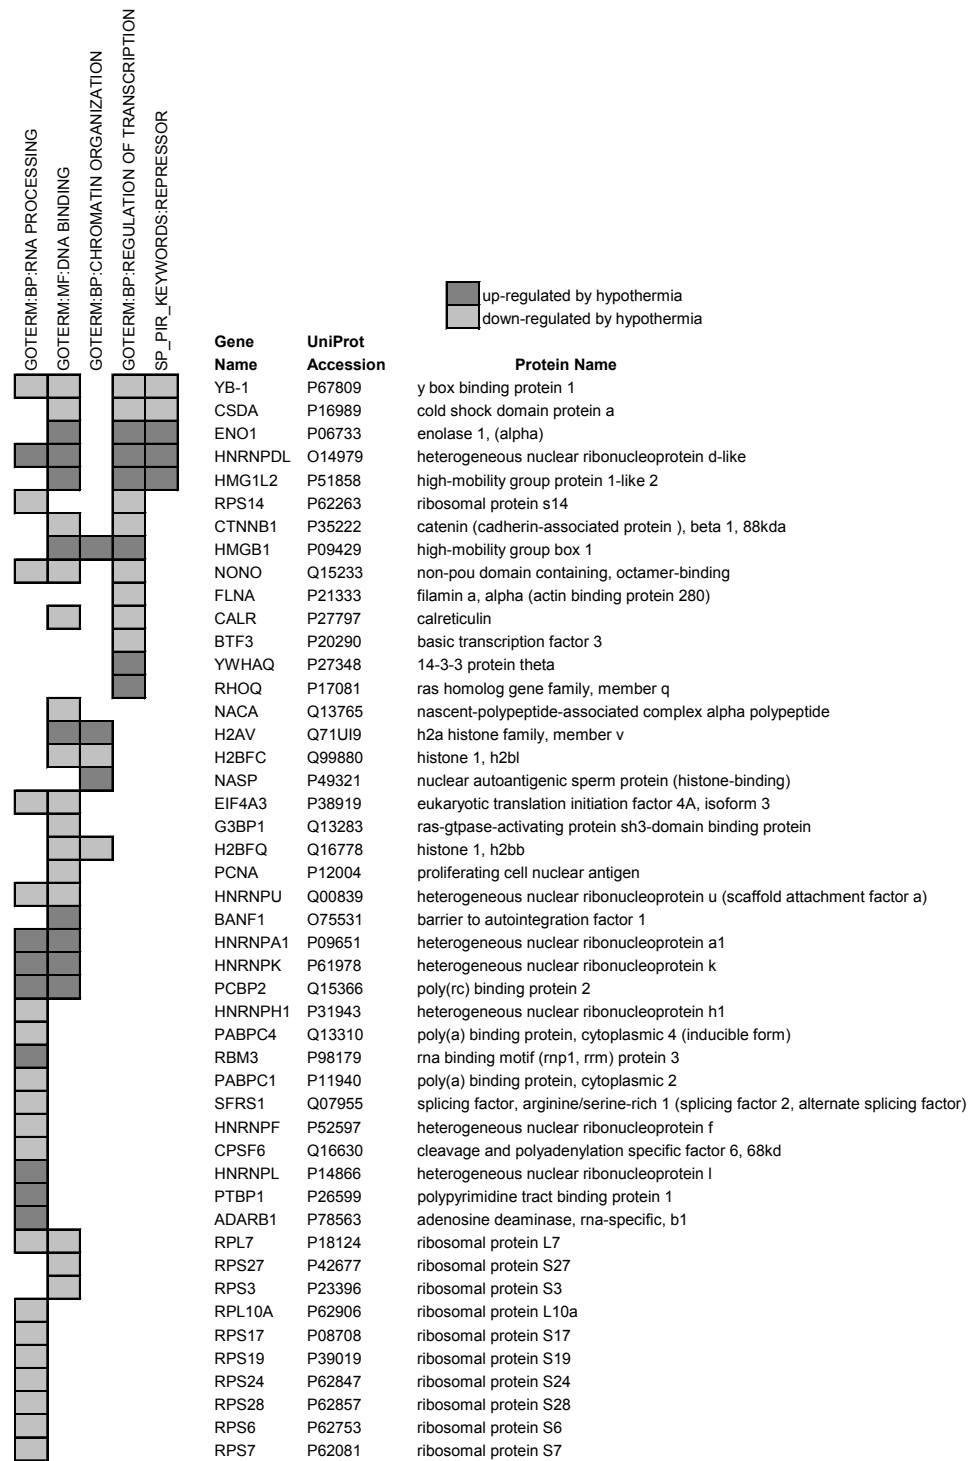 GOTERM:BP:RNA PROCESSING
GOTERM:MF:DNA BINDING
GOTERM:BP:CHROMATIN ORGANIZATION
GOTERM:BP:REGULATION OF TRANSCRIPTION
SP_PIR_KEYWORDS:REPRESSOR
up-regulated by hypothermia
down-regulated by hypothermia
Gene UniProt
Name Accession Protein Name
YB-1 P67809 y box binding protein 1
CSDA P16989 cold shock domain protein a
ENO1 P06733 enolase 1, (alpha)
HNRNPDL O14979 heterogeneous nuclear ribonucleoprotein d-like
HMG1L2 P51858 high-mobility group protein 1-like 2
RPS14 P62263 ribosomal protein s14
CTNNB1 P35222 catenin (cadherin-associated protein ), beta 1, 88kda
HMGB1 P09429 high-mobility group box 1
NONO Q15233 non-pou domain containing, octamer-binding
FLNA P21333 filamin a, alpha (actin binding protein 280)
CALR P27797 calreticulin
BTF3 P20290 basic transcription factor 3
YWHAQ P27348 14-3-3 protein theta
RHOQ P17081 ras homolog gene family, member q
NACA Q13765 nascent-polypeptide-associated complex alpha polypeptide
H2AV Q71UI9 h2a histone family, member v
H2BFC Q99880 histone 1, h2bl
NASP P49321 nuclear autoantigenic sperm protein (histone-binding)
EIF4A3 P38919 eukaryotic translation initiation factor 4A, isoform 3
G3BP1 Q13283 ras-gtpase-activating protein sh3-domain binding protein
H2BFQ Q16778 histone 1, h2bb
PCNA P12004 proliferating cell nuclear antigen
HNRNPU Q00839 heterogeneous nuclear ribonucleoprotein u (scaffold attachment factor a)
BANF1 O75531 barrier to autointegration factor 1
HNRNPA1 P09651 heterogeneous nuclear ribonucleoprotein a1
HNRNPK P61978 heterogeneous nuclear ribonucleoprotein k
PCBP2 Q15366 poly(rc) binding protein 2
HNRNPH1 P31943 heterogeneous nuclear ribonucleoprotein h1
PABPC4 Q13310 poly(a) binding protein, cytoplasmic 4 (inducible form)
RBM3 P98179 rna binding motif (rnp1, rrm) protein 3
PABPC1 P11940 poly(a) binding protein, cytoplasmic 2
SFRS1 Q07955 splicing factor, arginine/serine-rich 1 (splicing factor 2, alternate splicing factor)
HNRNPF P52597 heterogeneous nuclear ribonucleoprotein f
CPSF6 Q16630 cleavage and polyadenylation specific factor 6, 68kd
HNRNPL P14866 heterogeneous nuclear ribonucleoprotein l
PTBP1 P26599 polypyrimidine tract binding protein 1
ADARB1 P78563 adenosine deaminase, rna-specific, b1
RPL7 P18124 ribosomal protein L7
RPS27 P42677 ribosomal protein S27
RPS3 P23396 ribosomal protein S3
RPL10A P62906 ribosomal protein L10a
RPS17 P08708 ribosomal protein S17
RPS19 P39019 ribosomal protein S19
RPS24 P62847 ribosomal protein S24
RPS28 P62857 ribosomal protein S28
RPS6 P62753 ribosomal protein S6
RPS7 P62081 ribosomal protein S7